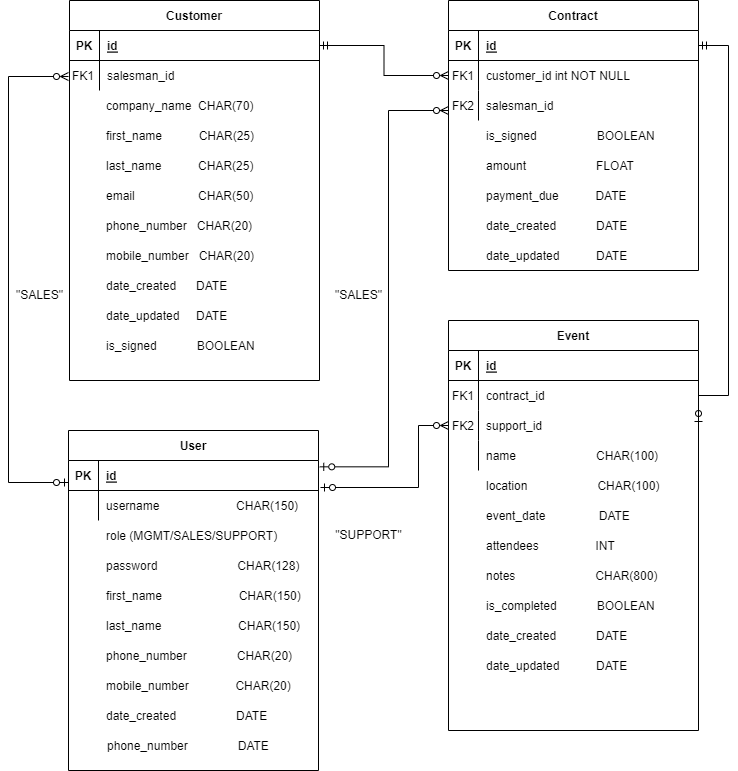 Customer
PK id
FK1 salesman_id
company_name CHAR(70)
first_name CHAR(25)
last_name CHAR(25)
email CHAR(50)
phone_number CHAR(20)
mobile_number CHAR(20)
date_created DATE
date_updated DATE
is_signed BOOLEAN
Contract
PK id
FK1 customer_id int NOT NULL
FK2 salesman_id
is_signed BOOLEAN
amount FLOAT
payment_due DATE
date_created DATE
date_updated DATE
"SALES"
"SALES"
User
PK id
username CHAR(150)
role (MGMT/SALES/SUPPORT)
password CHAR(128)
first_name CHAR(150)
last_name CHAR(150)
phone_number CHAR(20)
mobile_number CHAR(20)
date_created DATE
phone_number DATE
"SUPPORT"
Event
PK id
FK1 contract_id
FK2 support_id
name CHAR(100)
location CHAR(100)
event_date DATE
attendees INT
notes CHAR(800)
is_completed BOOLEAN
date_created DATE
date_updated DATE